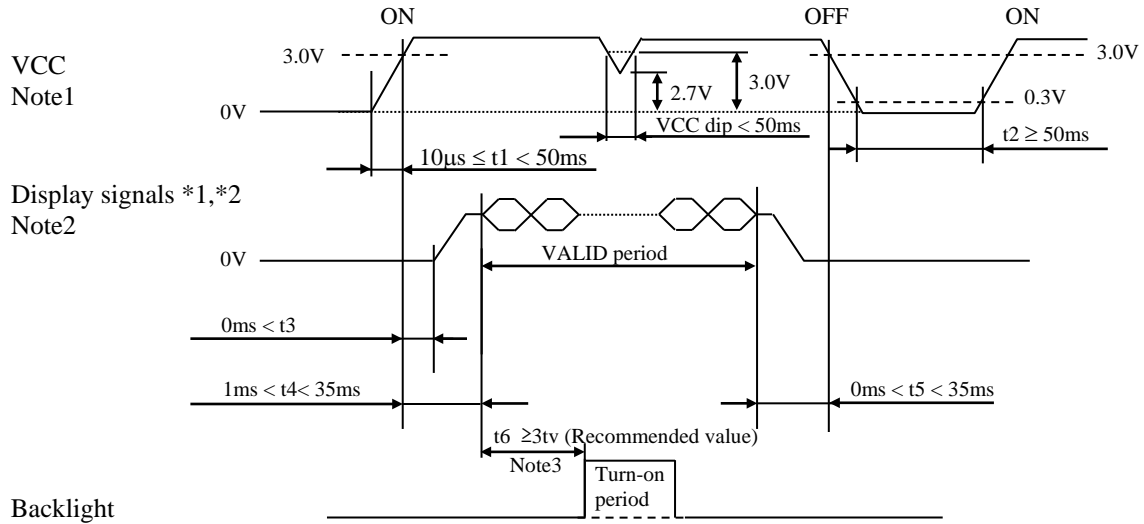 ON OFF ON
3.0V 3.0V
VCC
Note1
2.7V 3.0V
0.3V
0V
VCC dip < 50ms
t2 ≥ 50ms
10μs ≤ t1 < 50ms
Display signals *1,*2
Note2
VALID period
0V
0ms < t3
1ms < t4< 35ms
0ms < t5 < 35ms
t6 ≥3tv (Recommended value)
Note3
Turn-on
period
Backlight